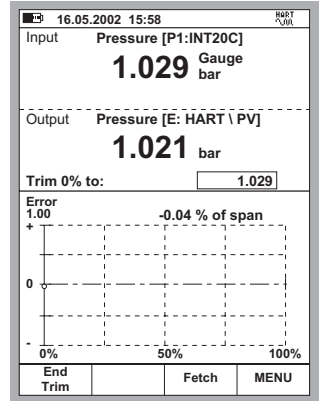 16.05.2002 15:58 HART
Input Pressure [P1:INT20C]
1.029 Gauge
bar
Output Pressure [E: HART \ PV]
1.021 bar
Trim 0% to: 1.029
Error
1.00 -0.04 % of span
+
0
-
0% 50% 100%
End Trim Fetch MENU